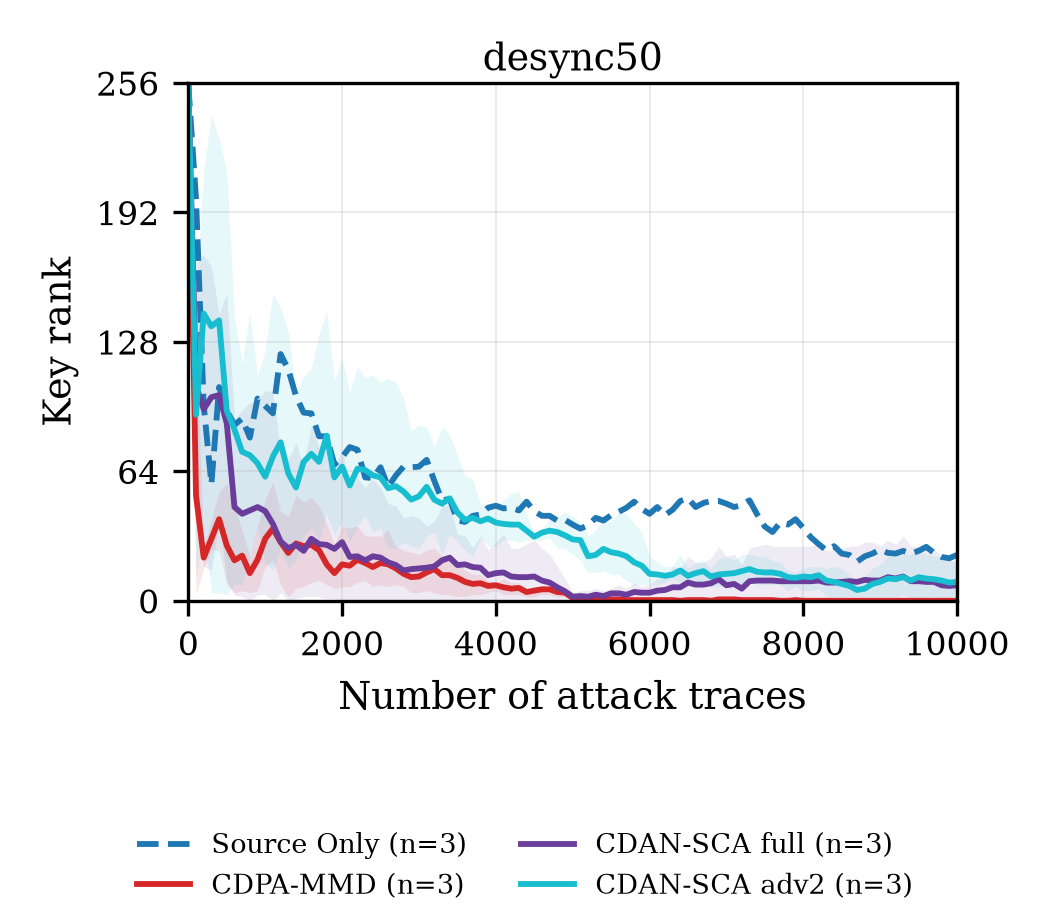 desync50
256
192
128
64
0
Key rank
0 2000 4000 6000 8000 10000
Number of attack traces
Source Only (n=3) CDAN-SCA full (n=3)
CDPA-MMD (n=3) CDAN-SCA adv2 (n=3)